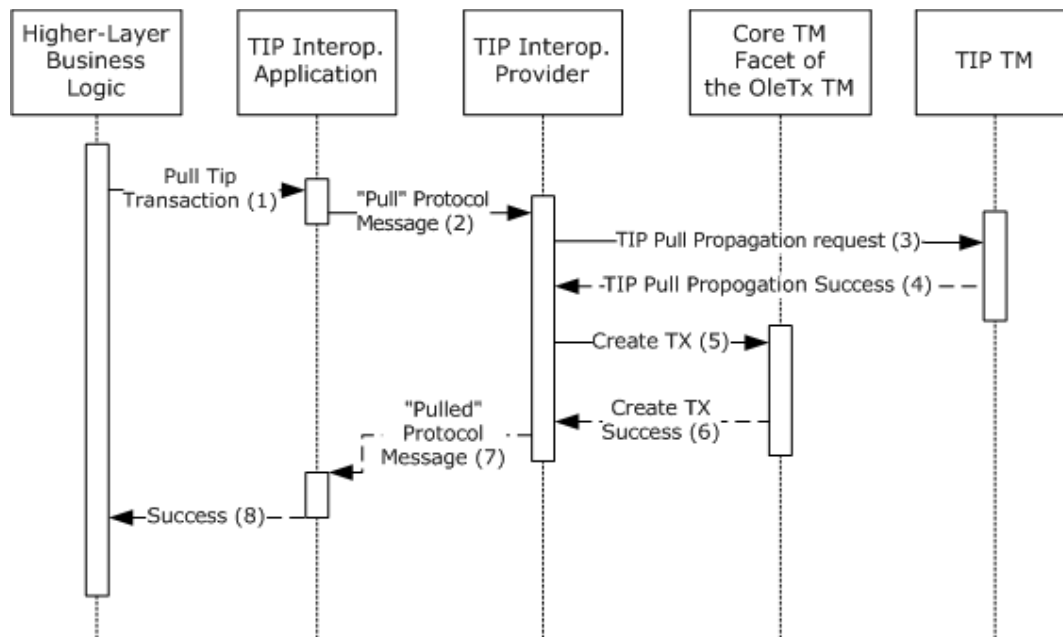 Higher-Layer
Business
Logic
TIP Interop.
Application
TIP Interop.
Provider
Core TM
Facet of
the OleTx TM
TIP TM
Pull Tip
Transaction (1)
"Pull" Protocol
Message (2)
TIP Pull Propagation request (3)
TIP Pull Propogation Success (4)
Create TX (5)
Create TX
Success (6)
"Pulled"
Protocol
Message (7)
Success (8)